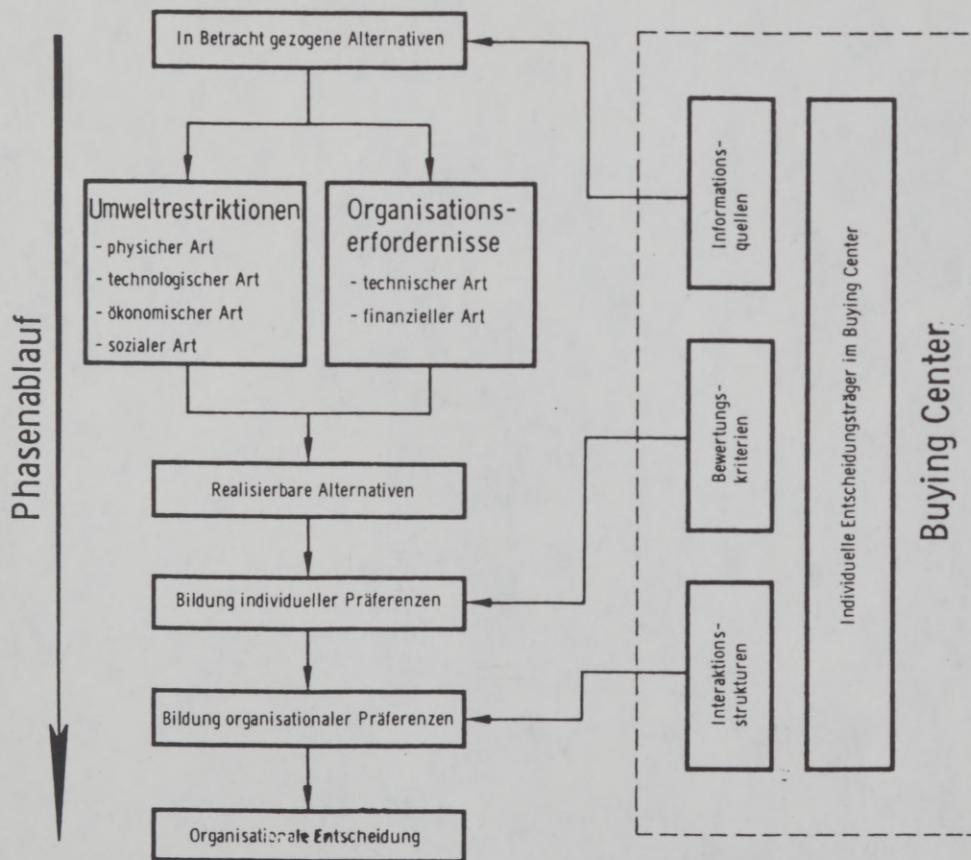 Phasenablauf
In Betracht gezogene Alternativen
Umweltrestriktionen
- physicher Art
- technologischer Art
- ökonomischer Art
- sozialer Art
Organisations-
erfordernisse
- technischer Art
- finanzieller Art
Realisierbare Alternativen
Bildung individueller Präferenzen
Bildung organisationaler Präferenzen
Organisationale Entscheidung
Informations-
quellen
Bewertungs-
kriterien
Interaktions-
strukturen
Individuelle Entscheidungsträger im Buying Center
Buying Center